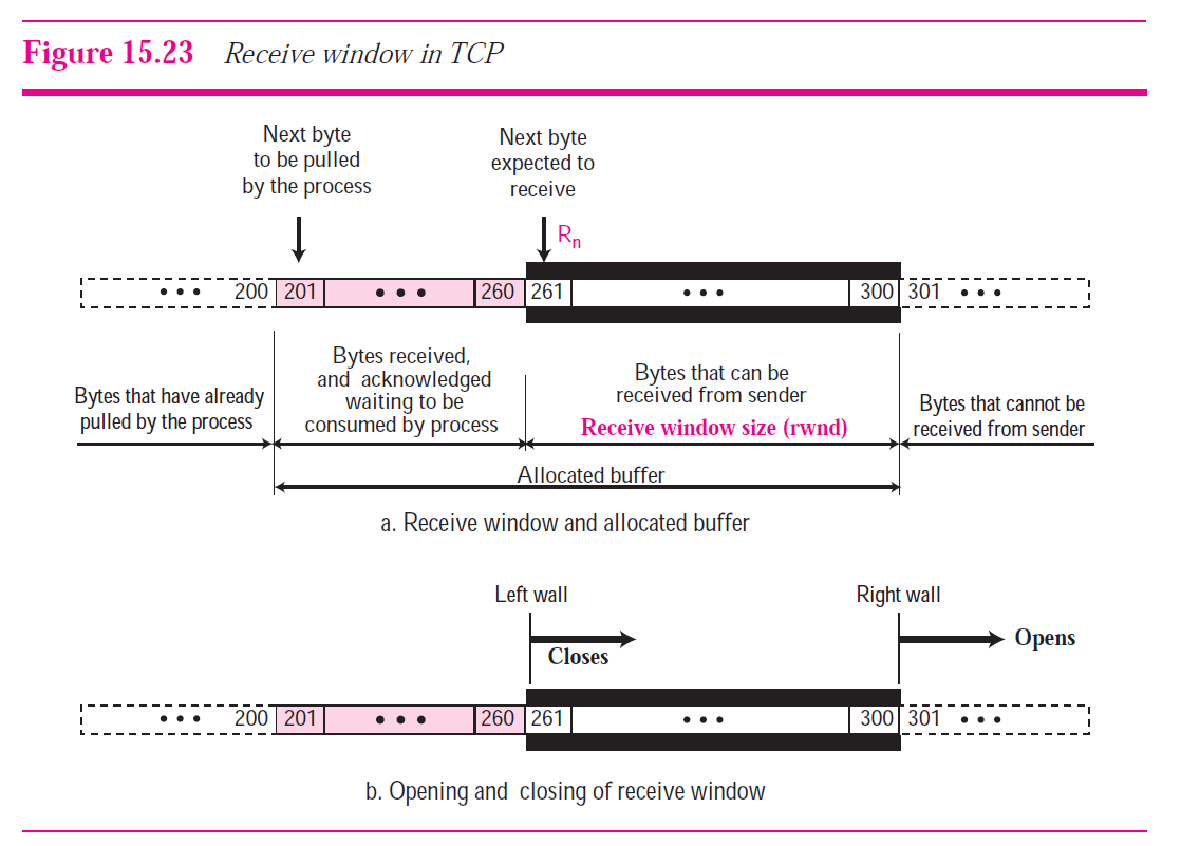 Figure 15.23 Receive window in TCP
Next byte
to be pulled
by the process
Next byte
expected to
receive
Rn
••• 200 201 ••• 260 261 ••• 300 301 •••
Bytes that have already
pulled by the process
Bytes received,
and acknowledged
waiting to be
consumed by process
Bytes that can be
received from sender
Receive window size (rwnd)
Bytes that cannot be
received from sender
Allocated buffer
a. Receive window and allocated buffer
Left wall
Closes
Right wall
Opens
••• 200 201 ••• 260 261 ••• 300 301 •••
b. Opening and closing of receive window